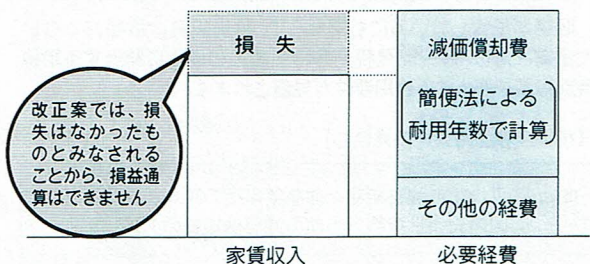 損 失
減価償却費
簡便法による
耐用年数で計算
改正案では、損
失はなかったも
のとみなされる
ことから、損益通
算はできません
その他の経費
家賃収入
必要経費